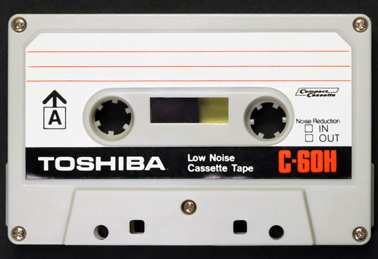 Compact
Cassette
A
Noise Reduction
IN
OUT
TOSHIBA
Low Noise
Cassette Tape
C-60H